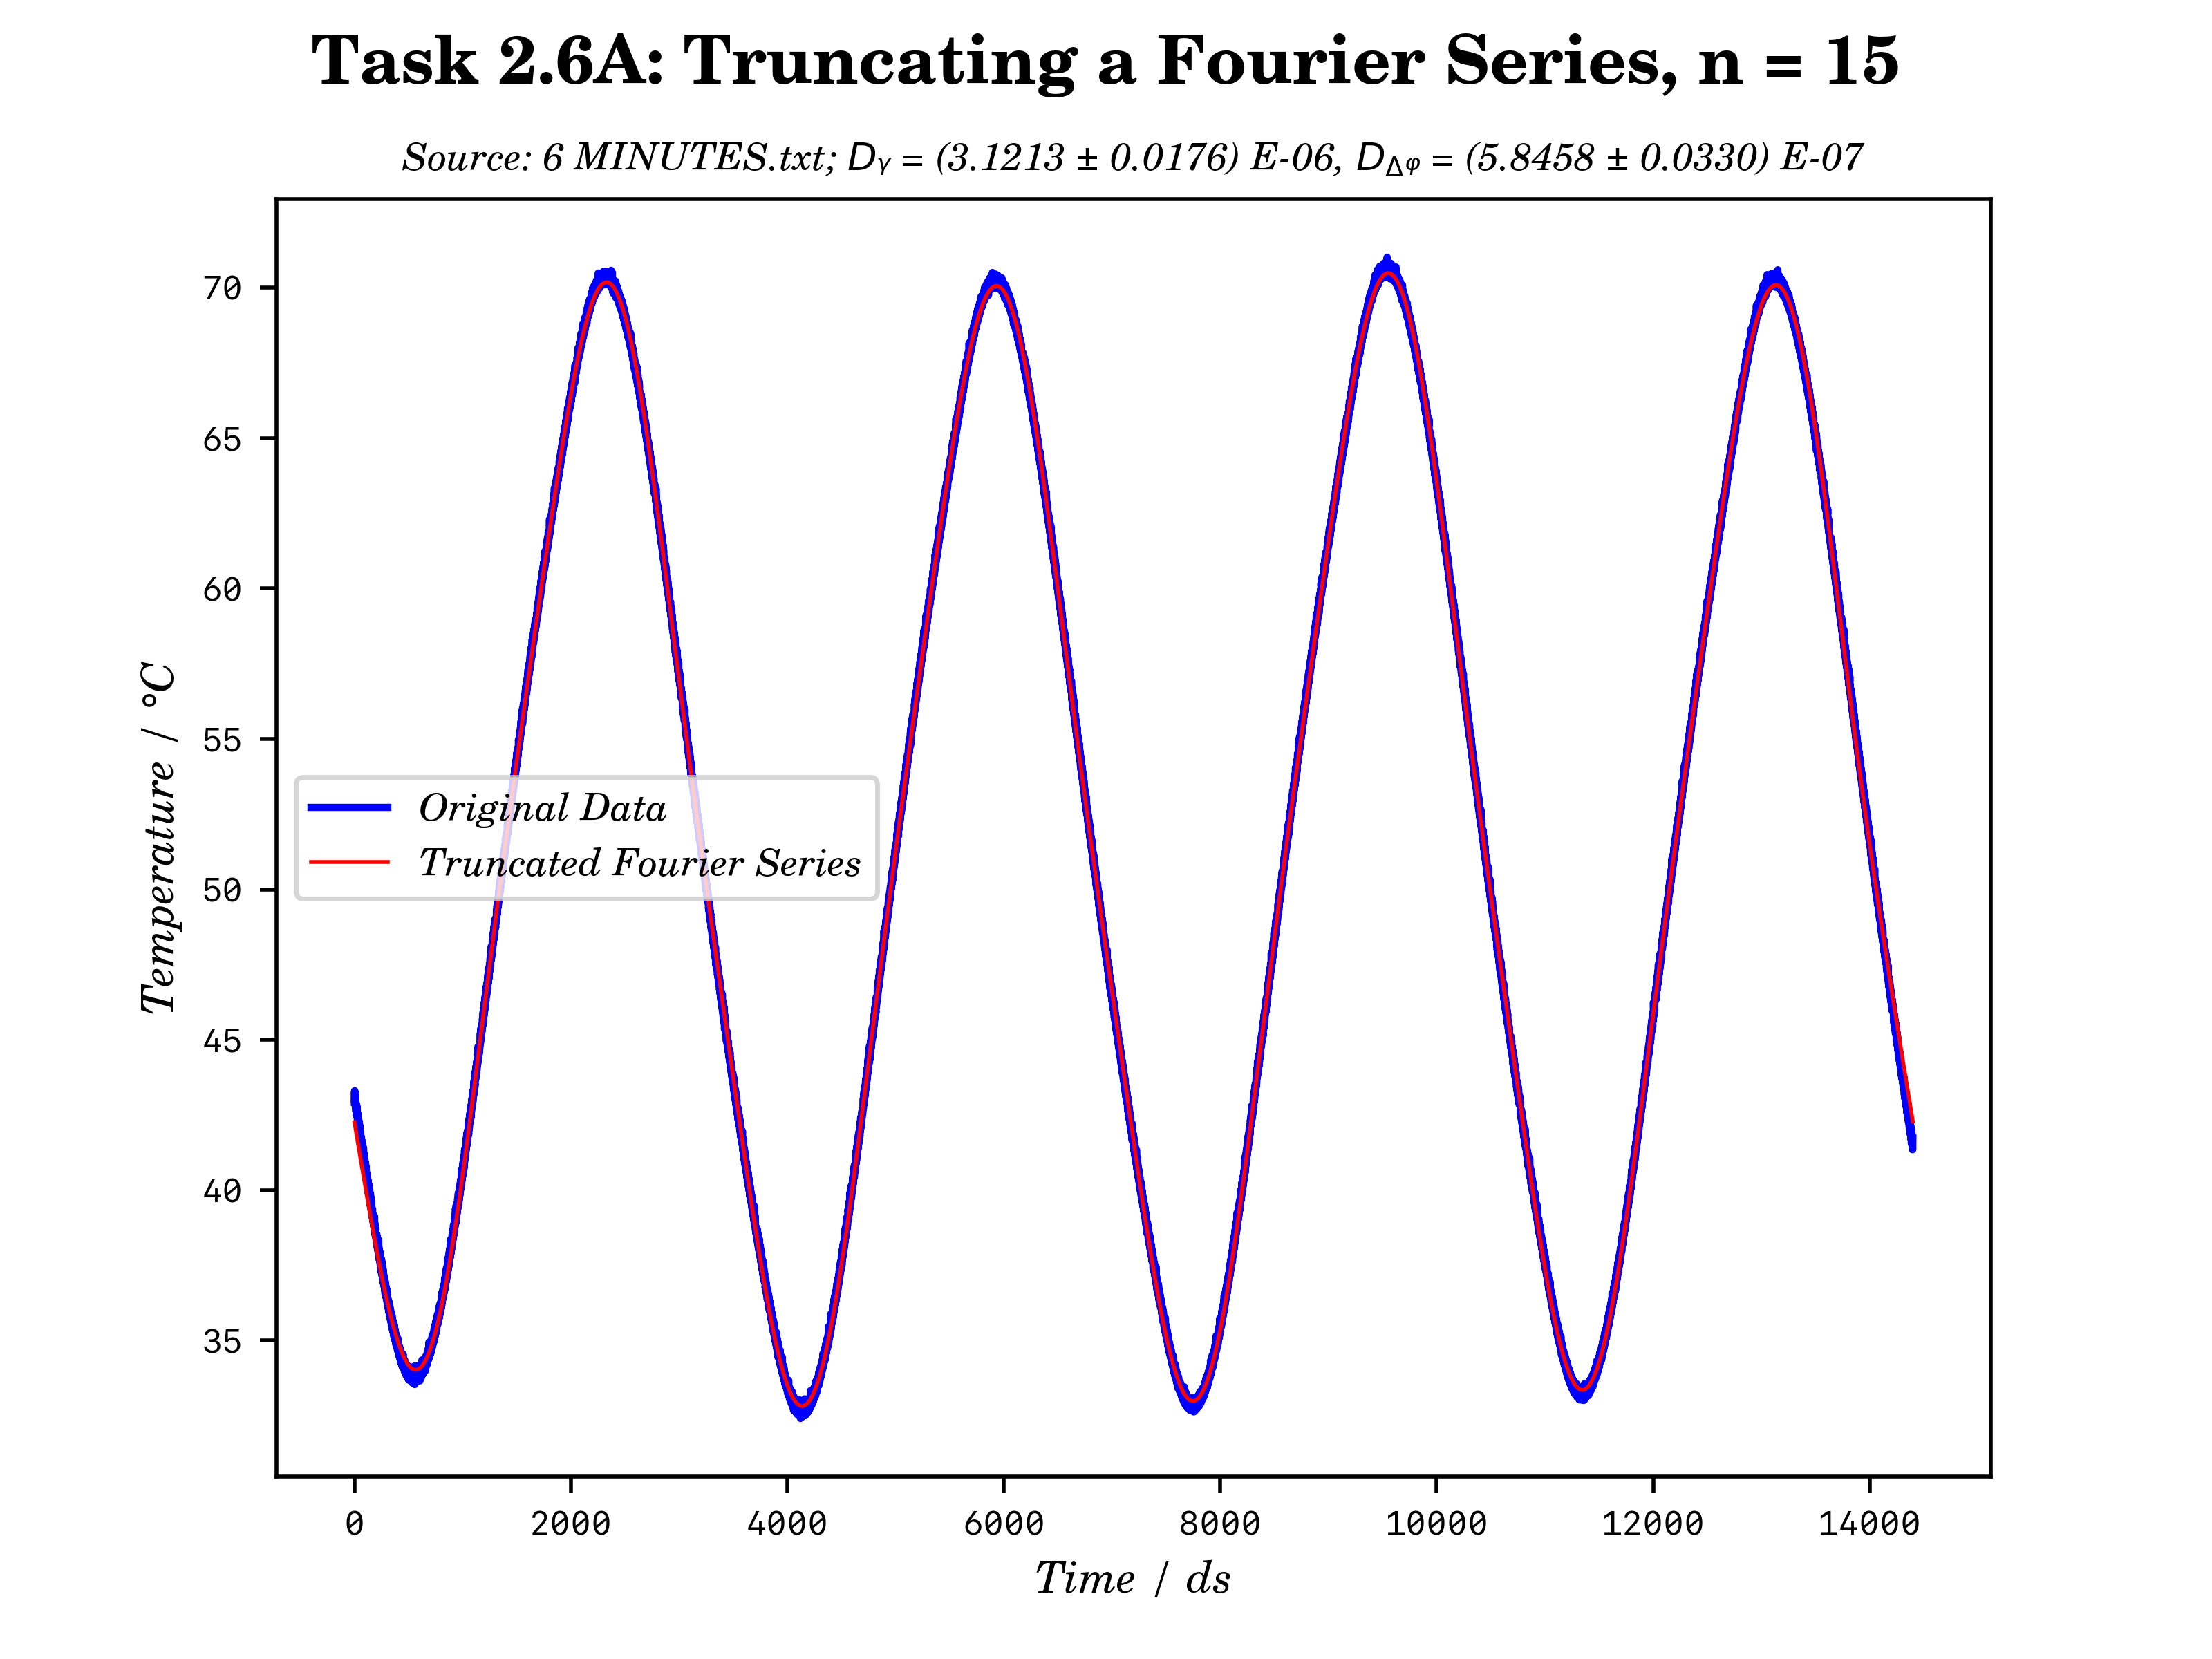 Task 2.6A: Truncating a Fourier Series, n = 15
Source: 6 MINUTES.txt; Dγ = (3.1213 ± 0.0176) E-06, DΔφ = (5.8458 ± 0.0330) E-07
70
65
60
55
50
45
40
35
Temperature / °C
Original Data
Truncated Fourier Series
0 2000 4000 6000 8000 10000 12000 14000
Time / ds